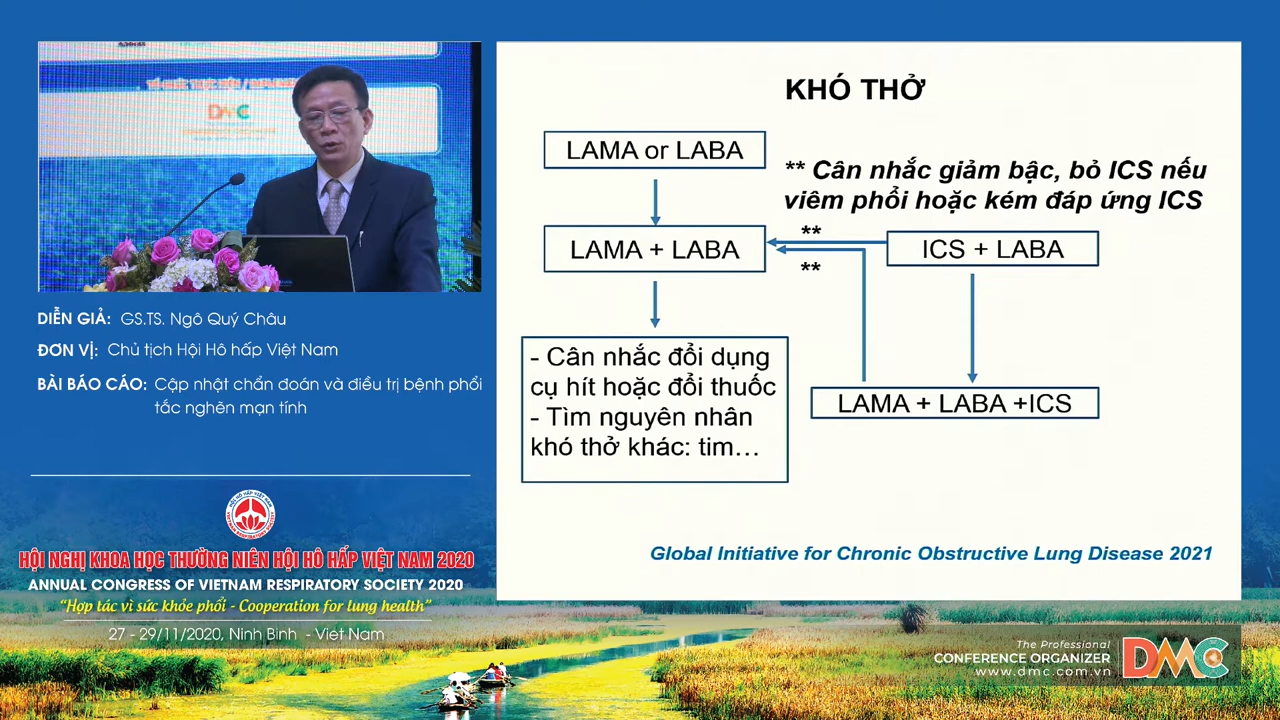 DMC
DIỄN GIẢ: GS.TS. Ngô Quý Châu
ĐƠN VỊ: Chủ tịch Hội Hô hấp Việt Nam
BÀI BÁO CÁO: Cập nhật chẩn đoán và điều trị bệnh phổi
tắc nghẽn mạn tính
HỘI HÔ HẤP VIỆT NAM
HỘI NGHỊ KHOA HỌC THƯỜNG NIÊN HỘI HÔ HẤP VIỆT NAM 2020
ANNUAL CONGRESS OF VIETNAM RESPIRATORY SOCIETY 2020
“Hợp tác vì sức khỏe phổi - Cooperation for lung health”
27 - 29/11/2020, Ninh Bình - Viet Nam
KHÓ THỞ
LAMA or LABA
** Cân nhắc giảm bậc, bỏ ICS nếu
viêm phổi hoặc kém đáp ứng ICS
**
LAMA + LABA
ICS + LABA
**
- Cân nhắc đổi dụng
cụ hít hoặc đổi thuốc
- Tìm nguyên nhân
khó thở khác: tim…
LAMA + LABA +ICS
Global Initiative for Chronic Obstructive Lung Disease 2021
The Professional
CONFERENCE ORGANIZER
www.dmc.com.vn
DMC